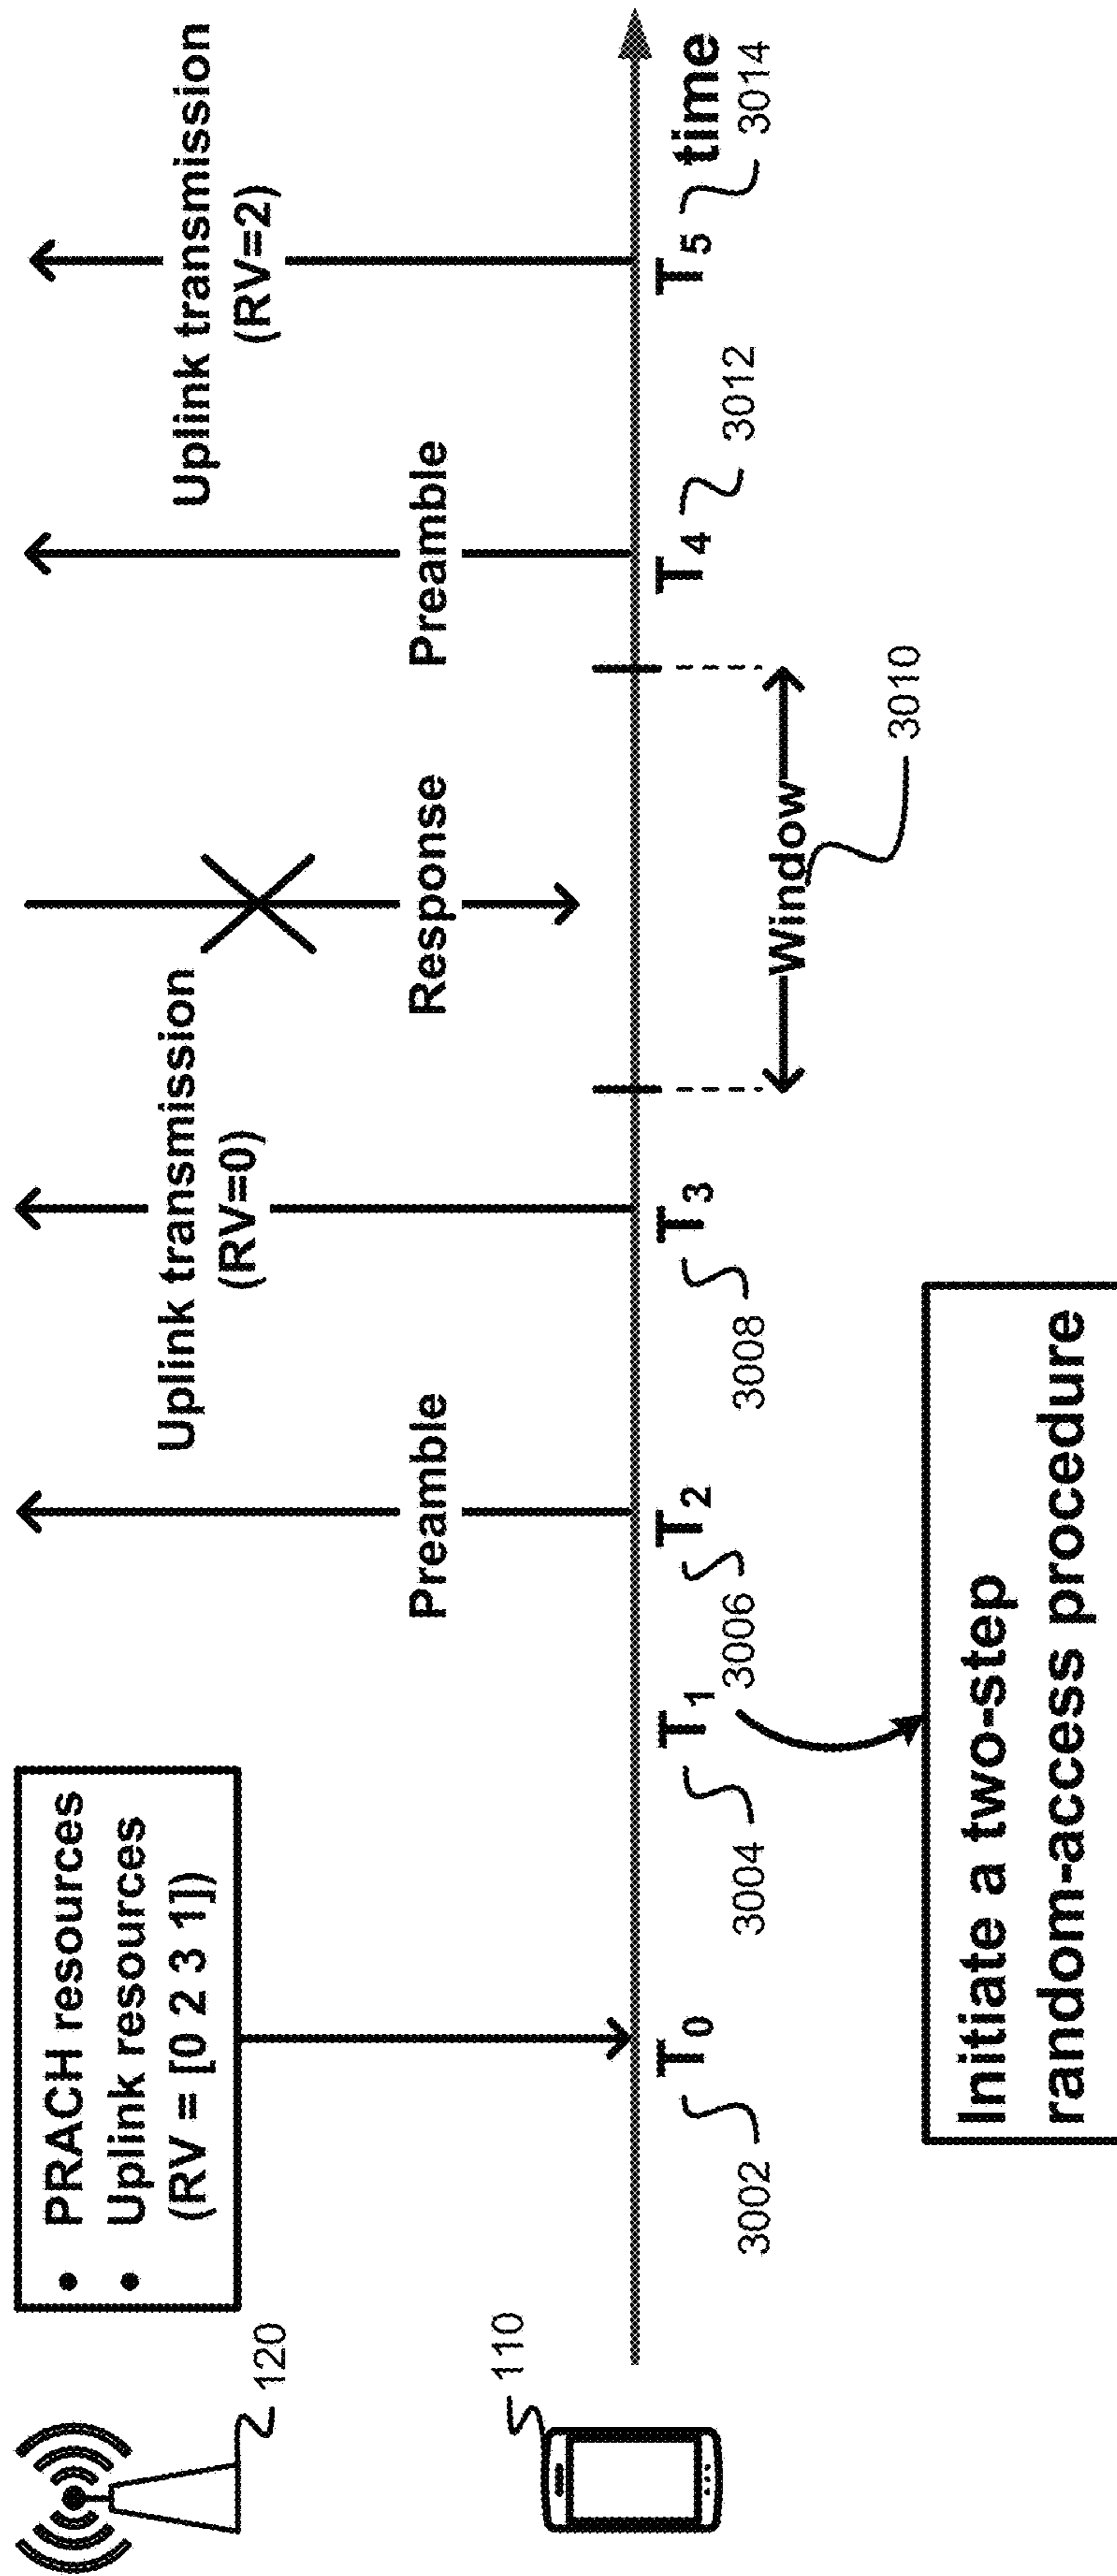 • PRACH resources
• Uplink resources
(RV = [0 2 3 1])
120
110
Preamble
Uplink transmission
(RV=0)
Response
Preamble
Uplink transmission
(RV=2)
T0
T1
T2
T3
T4
T5
time
3002
3004
3006
3008
3012
3014
Window
3010
Initiate a two-step
random-access procedure